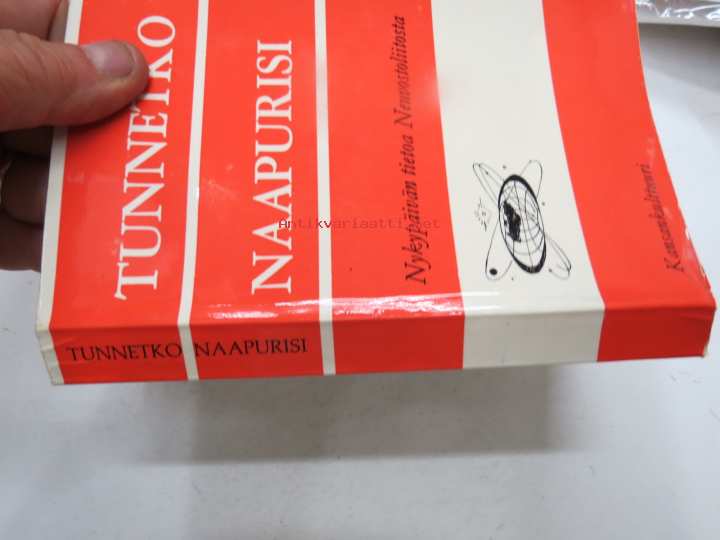 TUNNETKO
NAAPURISI
Nykypäivän tietoa Neuvostoliitosta
Kansankulttuuri
TUNNETKO NAAPURISI
Antikvariaatti.net